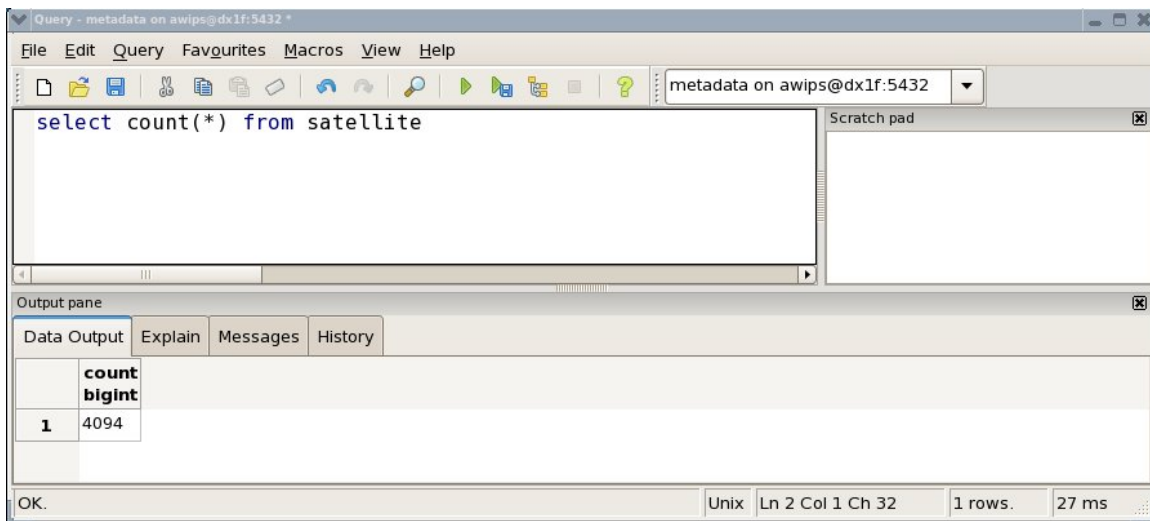 Query - metadata on awips@dx1f:5432 *
File Edit Query Favourites Macros View Help
metadata on awips@dx1f:5432
select count(*) from satellite
Scratch pad
Output pane
Data Output Explain Messages History
count
bigint
1 4094
OK. Unix Ln 2 Col 1 Ch 32 1 rows. 27 ms